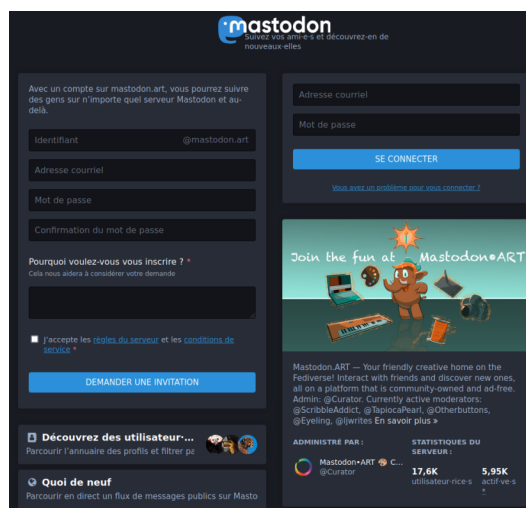 mastodon
Suivez vos ami·e·s et découvrez-en de
nouveaux·elles
Avec un compte sur mastodon.art, vous pourrez suivre
des gens sur n’importe quel serveur Mastodon et au-
delà.
Identifiant @mastodon.art
Adresse courriel
Mot de passe
Confirmation du mot de passe
Pourquoi voulez-vous vous inscrire ? *
Cela nous aidera à considérer votre demande
J’accepte les règles du serveur et les conditions de
service *
DEMANDER UNE INVITATION
Découvrez des utilisateur·…
Parcourir l’annuaire des profils et filtrer pa
Quoi de neuf
Parcourir en direct un flux de messages publics sur Masto
Adresse courriel
Mot de passe
SE CONNECTER
Vous avez un problème pour vous connecter ?
Join the fun at Mastodon•ART
Mastodon.ART — Your friendly creative home on the
Fediverse! Interact with friends and discover new ones,
all on a platform that is community-owned and ad-free.
Admin: @Curator. Currently active moderators:
@ScribbleAddict, @TapiocaPearl, @Otherbuttons,
@Eyeling, @ljwrites En savoir plus »
ADMINISTRÉ PAR :
Mastodon•ART 🎨 C…
@Curator
STATISTIQUES DU
SERVEUR :
17,6K 5,95K
utilisateur·rice·s actif·ve·s
*